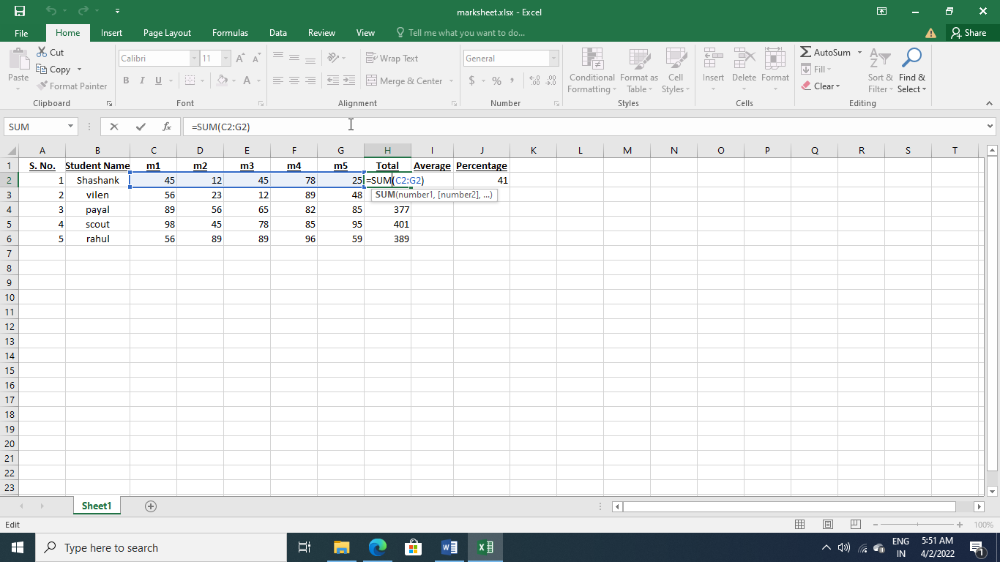 marksheet.xlsx - Excel
File Home Insert Page Layout Formulas Data Review View Tell me what you want to do... Share
Paste Cut Copy Format Painter Clipboard
Calibri 11 B I U A A A Font
Wrap Text Merge & Center Alignment
General $ % , Number
Conditional Formatting Format as Table Cell Styles Styles
Insert Delete Format Cells
AutoSum Fill Clear Sort & Filter Find & Select Editing
SUM fx =SUM(C2:G2)
A B C D E F G H I J K L M N O P Q R S T
1 S. No. Student Name m1 m2 m3 m4 m5 Total Average Percentage
2 1 Shashank 45 12 45 78 25 =SUM(C2:G2) 41
3 2 vilen 56 23 12 89 48 SUM(number1, [number2], ...)
4 3 payal 89 56 65 82 85 377
5 4 scout 98 45 78 85 95 401
6 5 rahul 56 89 89 96 59 389
7
8
9
10
11
12
13
14
15
16
17
18
19
20
21
22
23
Sheet1
Edit 100%
Type here to search ENG 5:51 AM
IN 4/2/2022 1